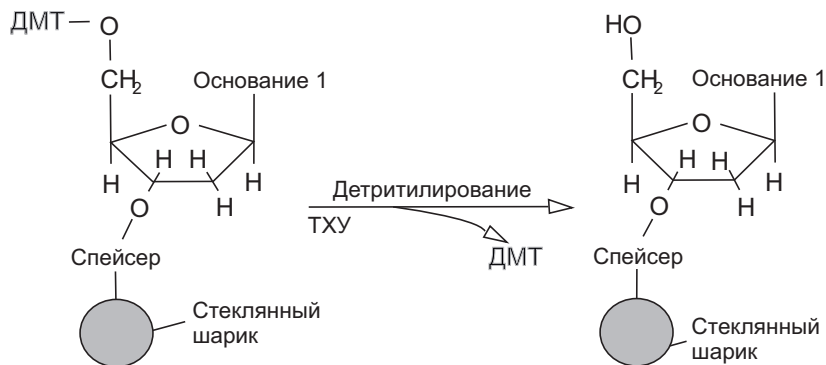 ДМТ—O
HO
CH2
CH2
Основание 1
Основание 1
O
O
H
H
H
H
H
H
H
H
O
O
Детритилирование
ТХУ
ДМТ
Спейсер
Спейсер
Стеклянный
шарик
Стеклянный
шарик